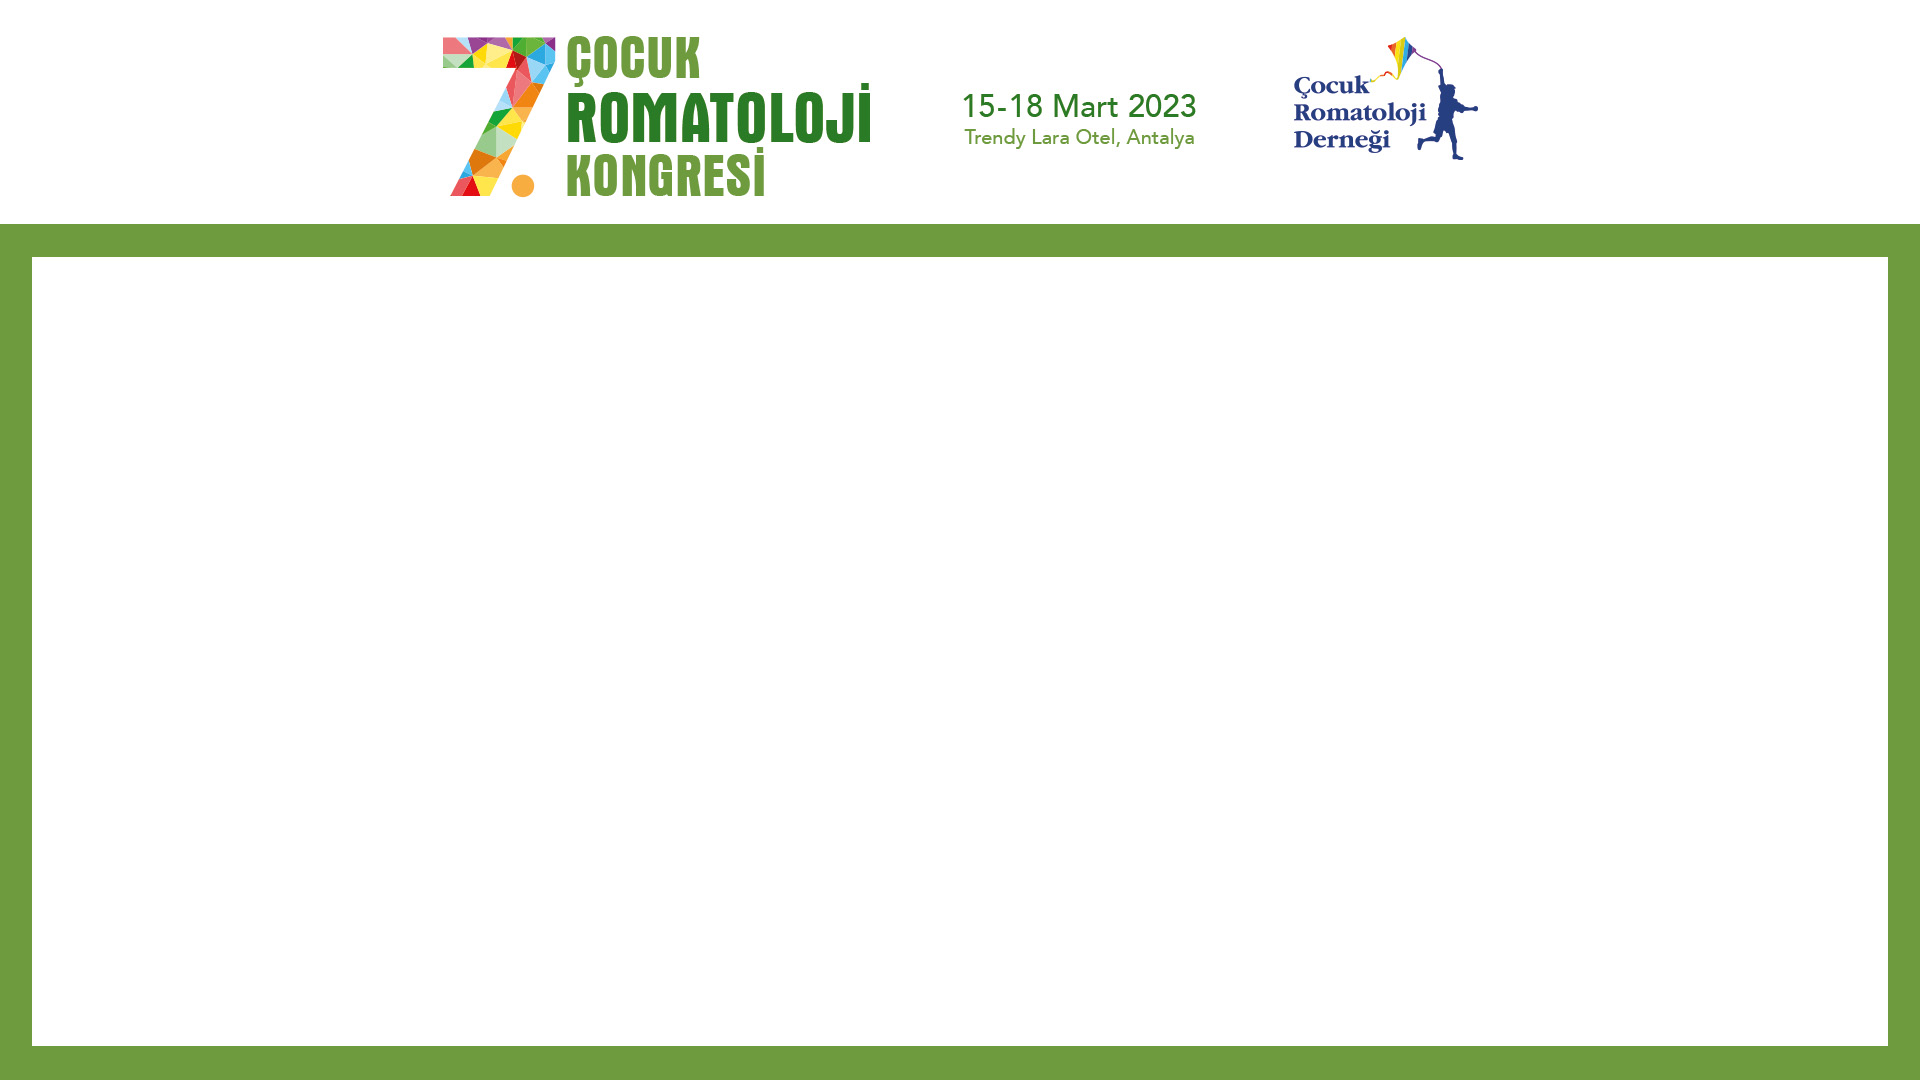 7. ÇOCUK
ROMATOLOJİ
KONGRESİ
15-18 Mart 2023
Trendy Lara Otel, Antalya
Çocuk
Romatoloji
Derneği